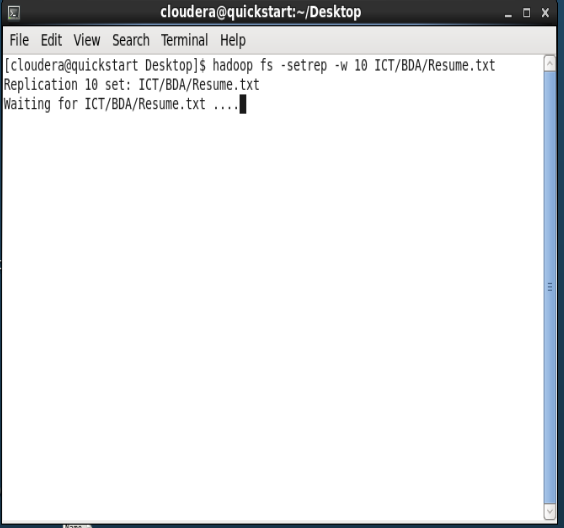 cloudera@quickstart:~/Desktop
File Edit View Search Terminal Help
[cloudera@quickstart Desktop]$ hadoop fs -setrep -w 10 ICT/BDA/Resume.txt
Replication 10 set: ICT/BDA/Resume.txt
Waiting for ICT/BDA/Resume.txt ....